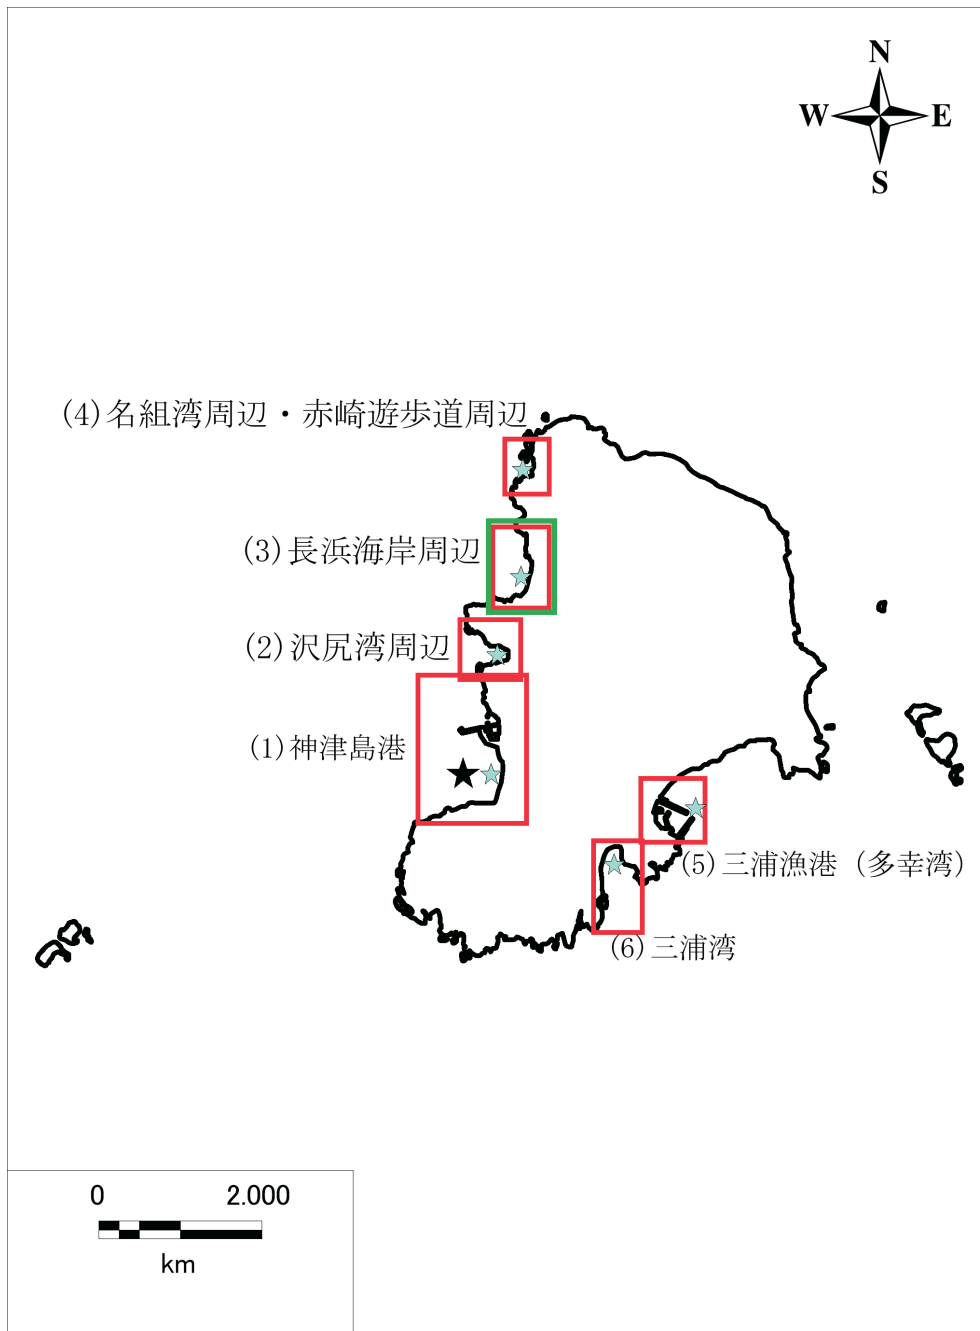 N
W E
S
(4)名組湾周辺・赤崎遊歩道周辺
(3)長浜海岸周辺
(2)沢尻湾周辺
(1)神津島港
(5)三浦漁港（多幸湾）
(6)三浦湾
0 2.000
km